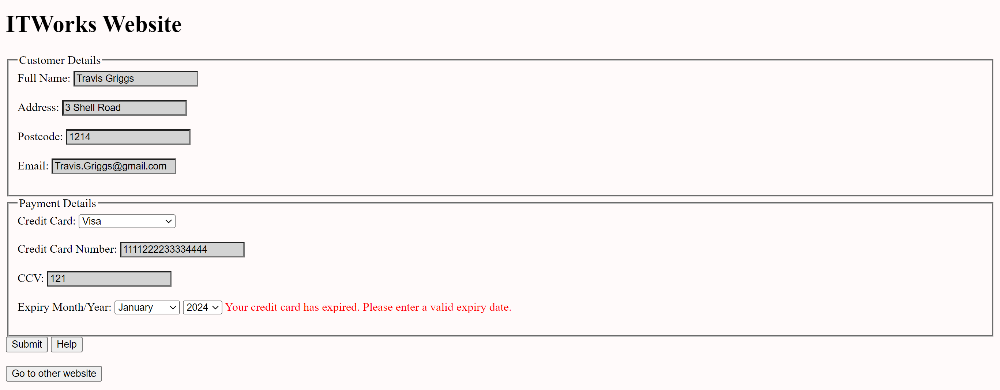 ITWorks Website
Customer Details
Full Name: Travis Griggs
Address: 3 Shell Road
Postcode: 1214
Email: Travis.Griggs@gmail.com
Payment Details
Credit Card: Visa
Credit Card Number: 1111222233334444
CCV: 121
Expiry Month/Year: January 2024 Your credit card has expired. Please enter a valid expiry date.
Submit Help
Go to other website